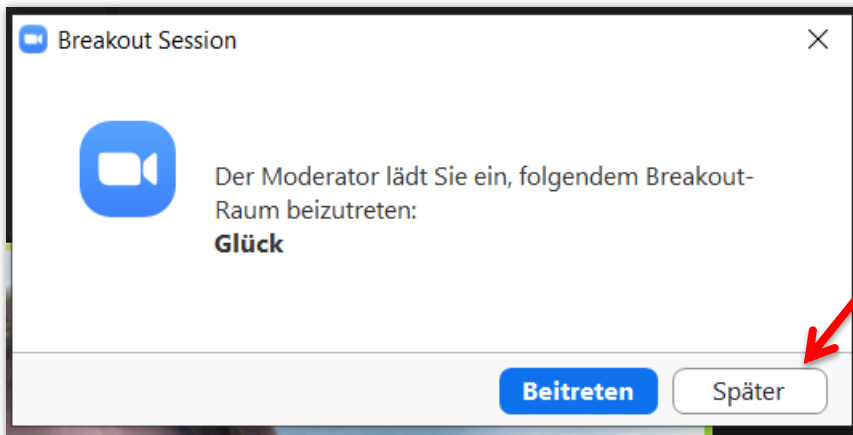 Breakout Session
Der Moderator lädt Sie ein, folgendem Breakout-
Raum beizutreten:
Glück
Beitreten
Später